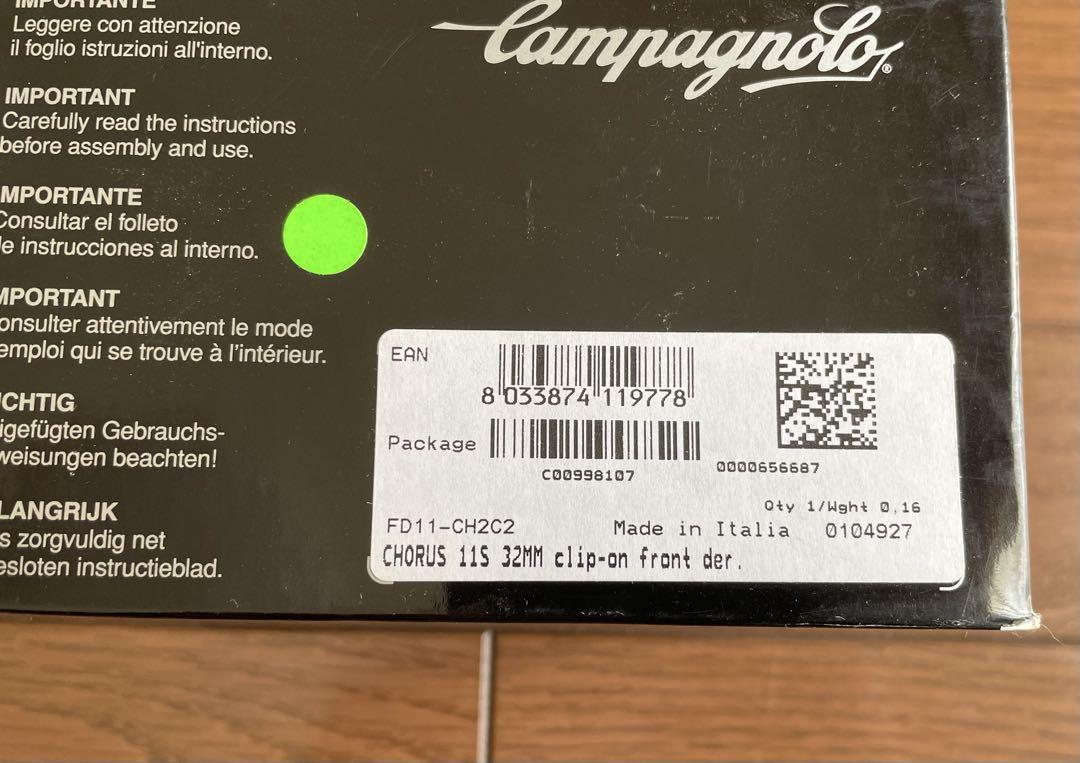 IMPORTANTE
Leggere con attenzione
il foglio istruzioni all'interno.
IMPORTANT
Carefully read the instructions
before assembly and use.
MPORTANTE
Consultar el folleto
de instrucciones al interno.
MPORTANT
onsulter attentivement le mode
emploi qui se trouve à l'intérieur.
ICHTIG
igefügten Gebrauchs-
weisungen beachten!
LANGRIJK
s zorgvuldig net
esloten instructieblad.
Campagnolo®
EAN
8 033874 119778
Package
C00998107
0000656687
Qty 1/Wght 0,16
FD11-CH2C2 Made in Italia 0104927
CHORUS 11S 32MM clip-on front der.